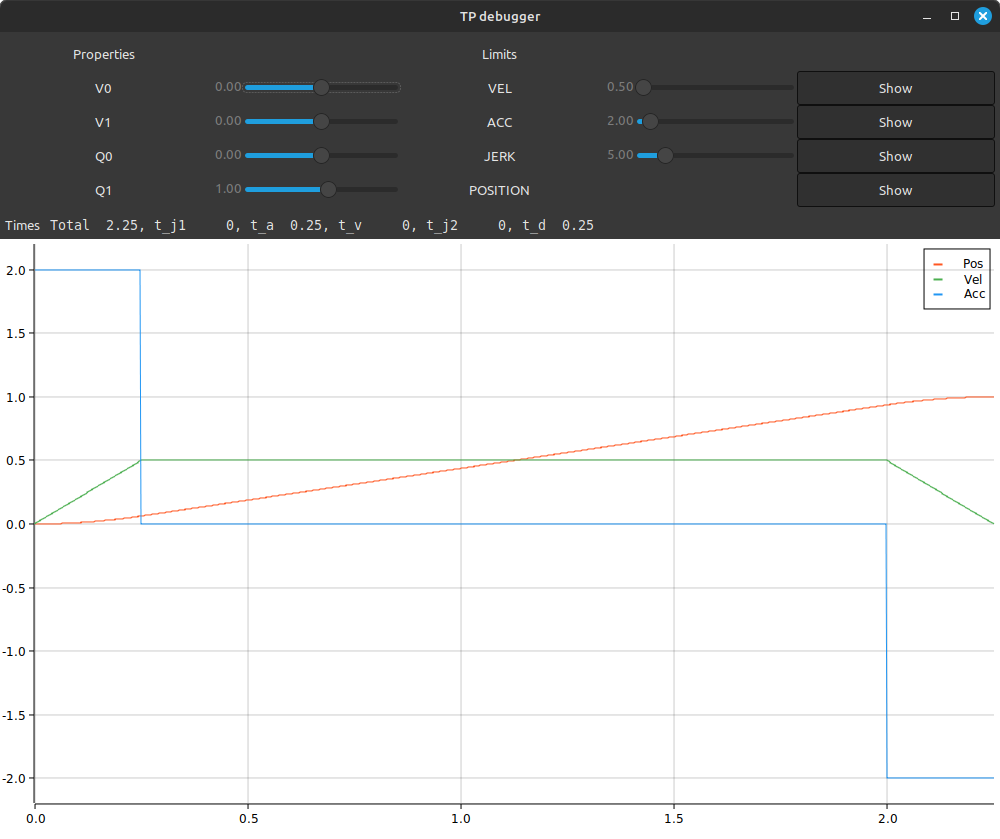 TP debugger
Properties Limits
V0 0.00 VEL 0.50 Show
V1 0.00 ACC 2.00 Show
Q0 0.00 JERK 5.00 Show
Q1 1.00 POSITION Show
Times Total 2.25, t_j1 0, t_a 0.25, t_v 0, t_j2 0, t_d 0.25
Pos
Vel
Acc
2.0
1.5
1.0
0.5
0.0
-0.5
-1.0
-1.5
-2.0
0.0 0.5 1.0 1.5 2.0